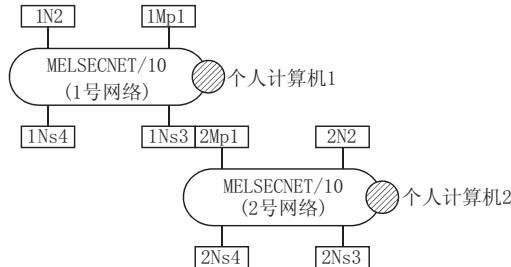 1N2 1Mp1
MELSECNET/10
(1号网络)
个人计算机1
1Ns4 1Ns3 2Mp1 2N2
MELSECNET/10
(2号网络)
个人计算机2
2Ns4 2Ns3